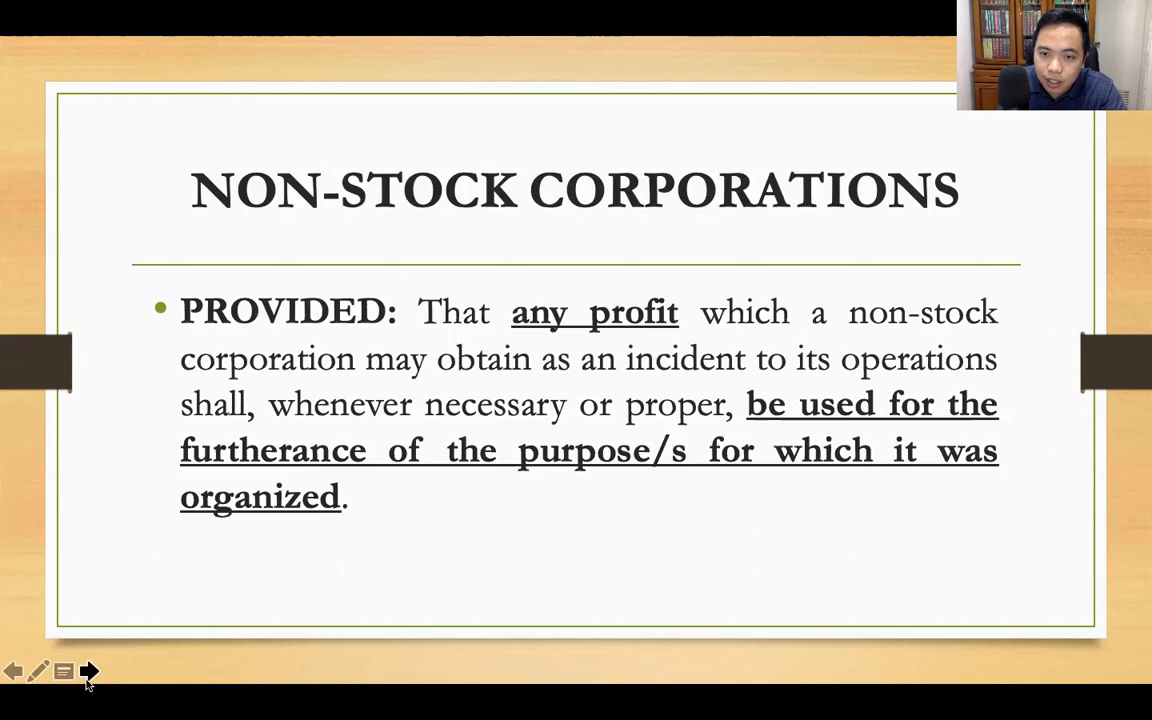 NON-STOCK CORPORATIONS
• PROVIDED: That any profit which a non-stock
corporation may obtain as an incident to its operations
shall, whenever necessary or proper, be used for the
furtherance of the purpose/s for which it was
organized.